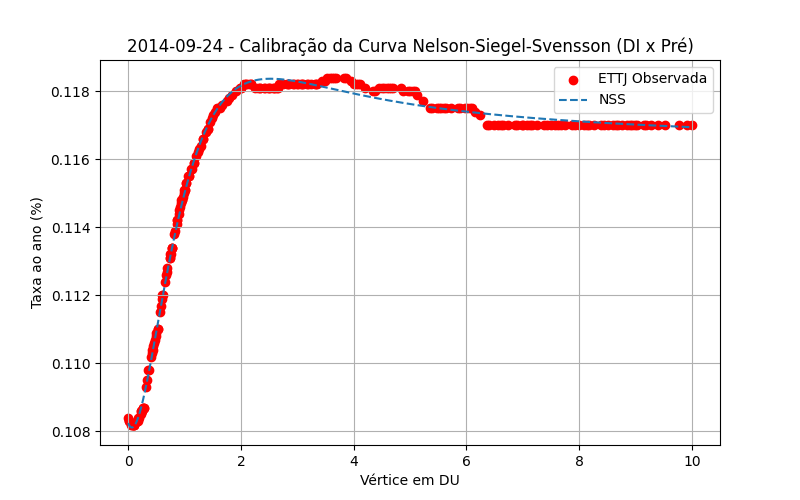 2014-09-24 - Calibração da Curva Nelson-Siegel-Svensson (DI x Pré)
ETTJ Observada
NSS
Taxa ao ano (%)
0.118
0.116
0.114
0.112
0.110
0.108
0
2
4
6
8
10
Vértice em DU